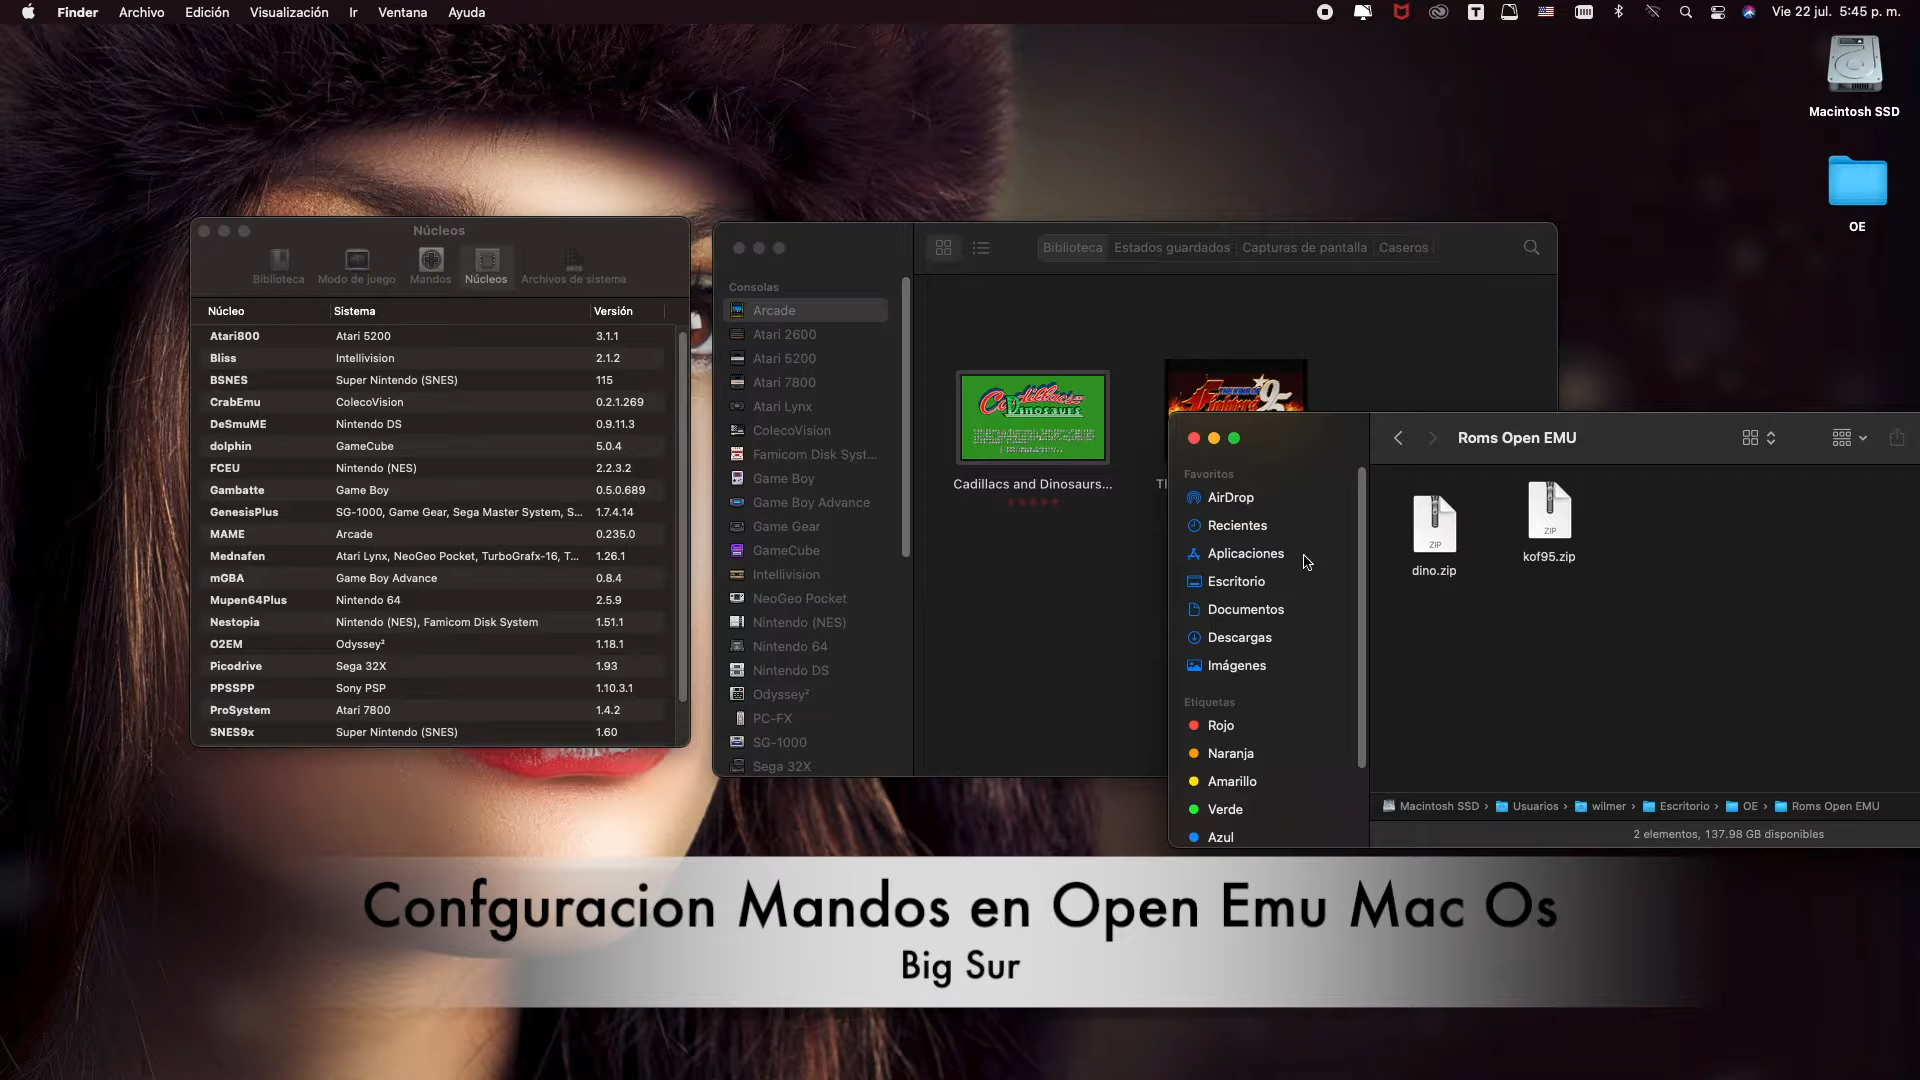 Finder Archivo Edición Visualización Ir Ventana Ayuda
Vie 22 jul. 5:45 p. m.
Macintosh SSD
OE
Núcleos
Biblioteca Modo de juego Mandos Núcleos Archivos de sistema
Núcleo Sistema Versión
Atari800 Atari 5200 3.1.1
Bliss Intellivision 2.1.2
BSNES Super Nintendo (SNES) 115
CrabEmu ColecoVision 0.2.1.269
DeSmuME Nintendo DS 0.9.11.3
dolphin GameCube 5.0.4
FCEU Nintendo (NES) 2.2.3.2
Gambatte Game Boy 0.5.0.689
GenesisPlus SG-1000, Game Gear, Sega Master System, S... 1.7.4.14
MAME Arcade 0.235.0
Mednafen Atari Lynx, NeoGeo Pocket, TurboGrafx-16, T... 1.26.1
mGBA Game Boy Advance 0.8.4
Mupen64Plus Nintendo 64 2.5.9
Nestopia Nintendo (NES), Famicom Disk System 1.51.1
O2EM Odyssey² 1.18.1
Picodrive Sega 32X 1.93
PPSSPP Sony PSP 1.10.3.1
ProSystem Atari 7800 1.4.2
SNES9x Super Nintendo (SNES) 1.60
Biblioteca Estados guardados Capturas de pantalla Caseros
Consolas
Arcade
Atari 2600
Atari 5200
Atari 7800
Atari Lynx
ColecoVision
Famicom Disk Syst...
Game Boy
Game Boy Advance
Game Gear
GameCube
Intellivision
NeoGeo Pocket
Nintendo (NES)
Nintendo 64
Nintendo DS
Odyssey²
PC-FX
SG-1000
Sega 32X
Cadillacs
Dinosaurs
Cadillacs and Dinosaurs...
95
Roms Open EMU
Favoritos
AirDrop
Recientes
Aplicaciones
Escritorio
Documentos
Descargas
Imágenes
Etiquetas
Rojo
Naranja
Amarillo
Verde
Azul
ZIP
dino.zip
ZIP
kof95.zip
Macintosh SSD › Usuarios › wilmer › Escritorio › OE › Roms Open EMU
2 elementos, 137.98 GB disponibles
Confguracion Mandos en Open Emu Mac Os
Big Sur